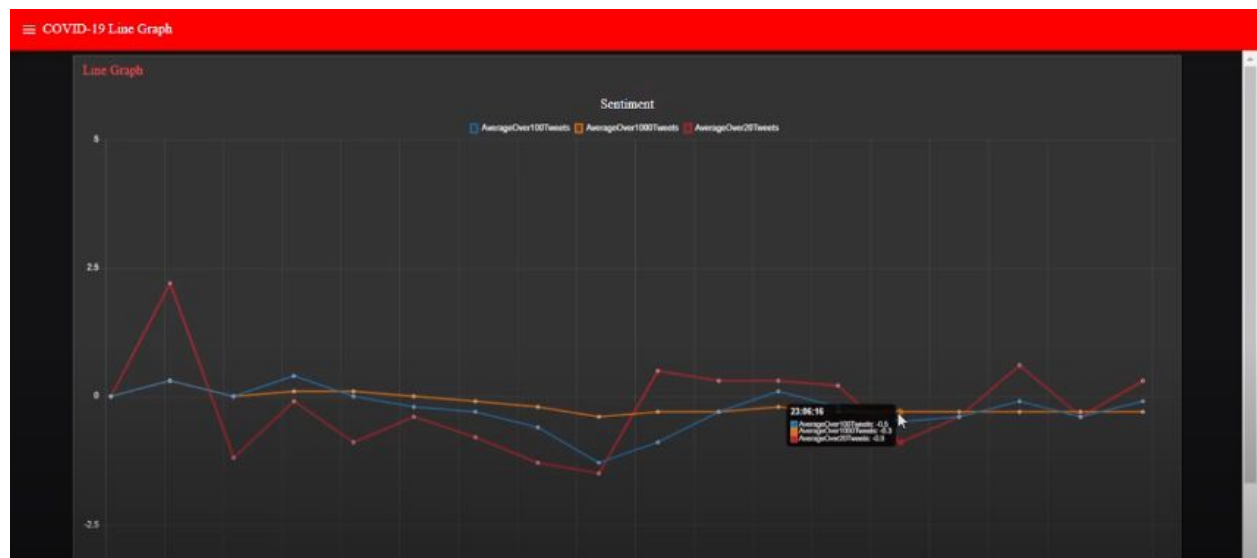 COVID-19 Line Graph
Line Graph
Sentiment
AverageOver100Tweets AverageOver1000Tweets AverageOver20Tweets
5
2.5
0
23:06:16
AverageOver100Tweets: -0.5
AverageOver1000Tweets: -0.3
AverageOver20Tweets: -0.9
-2.5